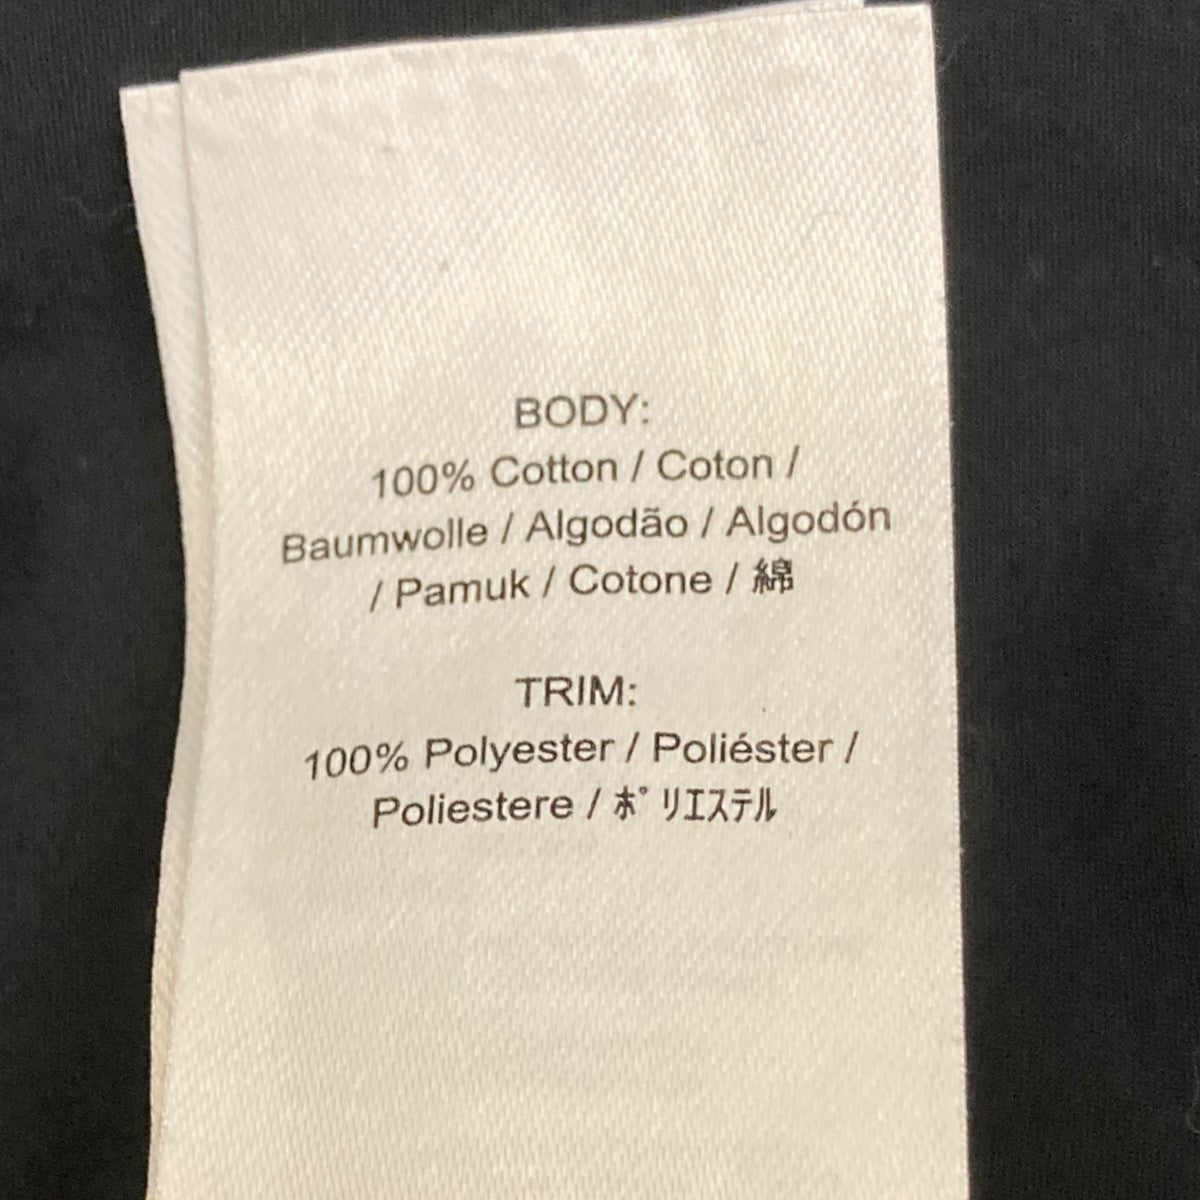 BODY:
100% Cotton / Coton /
Baumwolle / Algodão / Algodón
/ Pamuk / Cotone / 綿
TRIM:
100% Polyester / Poliéster /
Poliestere / ﾎﾟﾘｴｽﾃﾙ